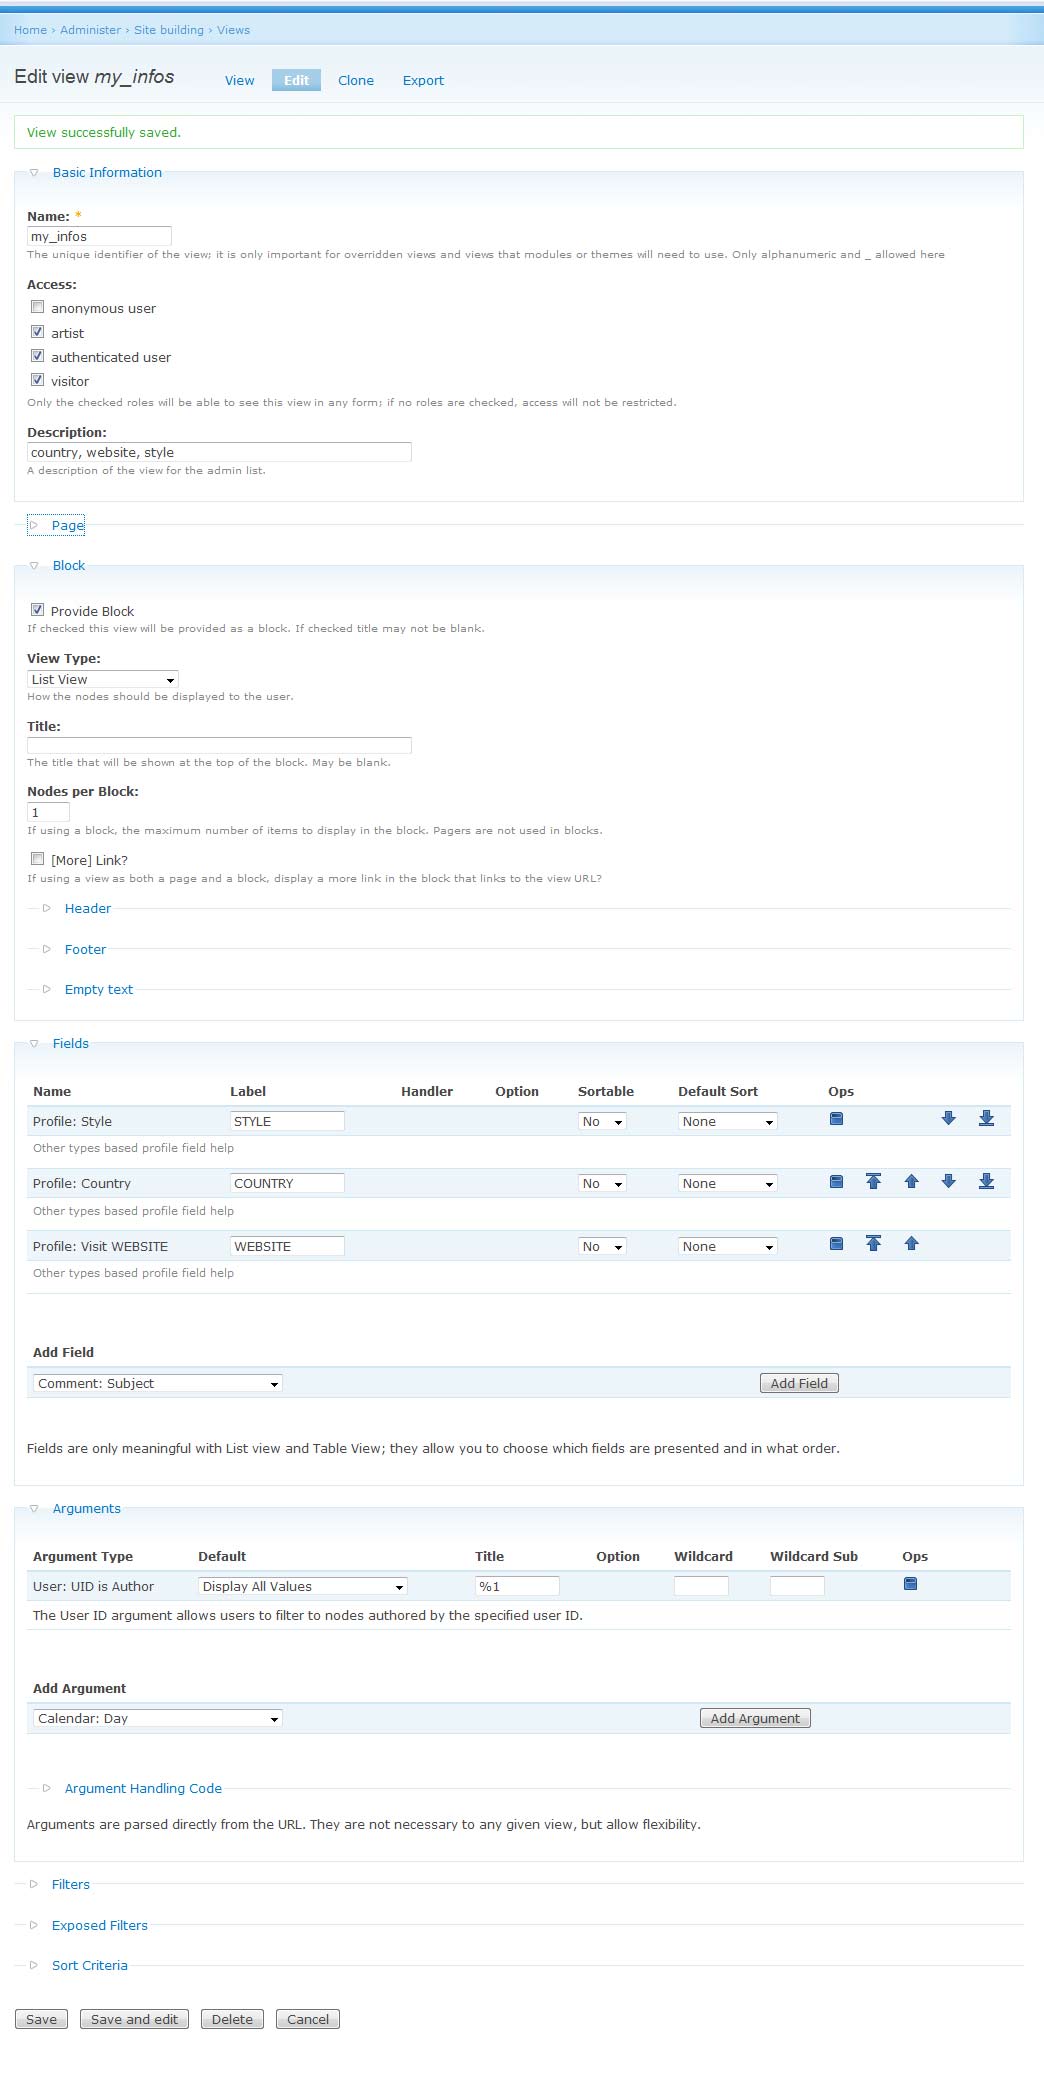 Home › Administer › Site building › Views
Edit view my_infos View Edit Clone Export
View successfully saved.
Basic Information
Name: *
my_infos
The unique identifier of the view; it is only important for overridden views and views that modules or themes will need to use. Only alphanumeric and _ allowed here
Access:
anonymous user
artist
authenticated user
visitor
Only the checked roles will be able to see this view in any form; if no roles are checked, access will not be restricted.
Description:
country, website, style
A description of the view for the admin list.
Page
Block
Provide Block
If checked this view will be provided as a block. If checked title may not be blank.
View Type:
List View
How the nodes should be displayed to the user.
Title:
The title that will be shown at the top of the block. May be blank.
Nodes per Block:
1
If using a block, the maximum number of items to display in the block. Pagers are not used in blocks.
[More] Link?
If using a view as both a page and a block, display a more link in the block that links to the view URL?
Header
Footer
Empty text
Fields
Name Label Handler Option Sortable Default Sort Ops
Profile: Style STYLE No None
Other types based profile field help
Profile: Country COUNTRY No None
Other types based profile field help
Profile: Visit WEBSITE WEBSITE No None
Other types based profile field help
Add Field
Comment: Subject Add Field
Fields are only meaningful with List view and Table View; they allow you to choose which fields are presented and in what order.
Arguments
Argument Type Default Title Option Wildcard Wildcard Sub Ops
User: UID is Author Display All Values %1
The User ID argument allows users to filter to nodes authored by the specified user ID.
Add Argument
Calendar: Day Add Argument
Argument Handling Code
Arguments are parsed directly from the URL. They are not necessary to any given view, but allow flexibility.
Filters
Exposed Filters
Sort Criteria
Save Save and edit Delete Cancel